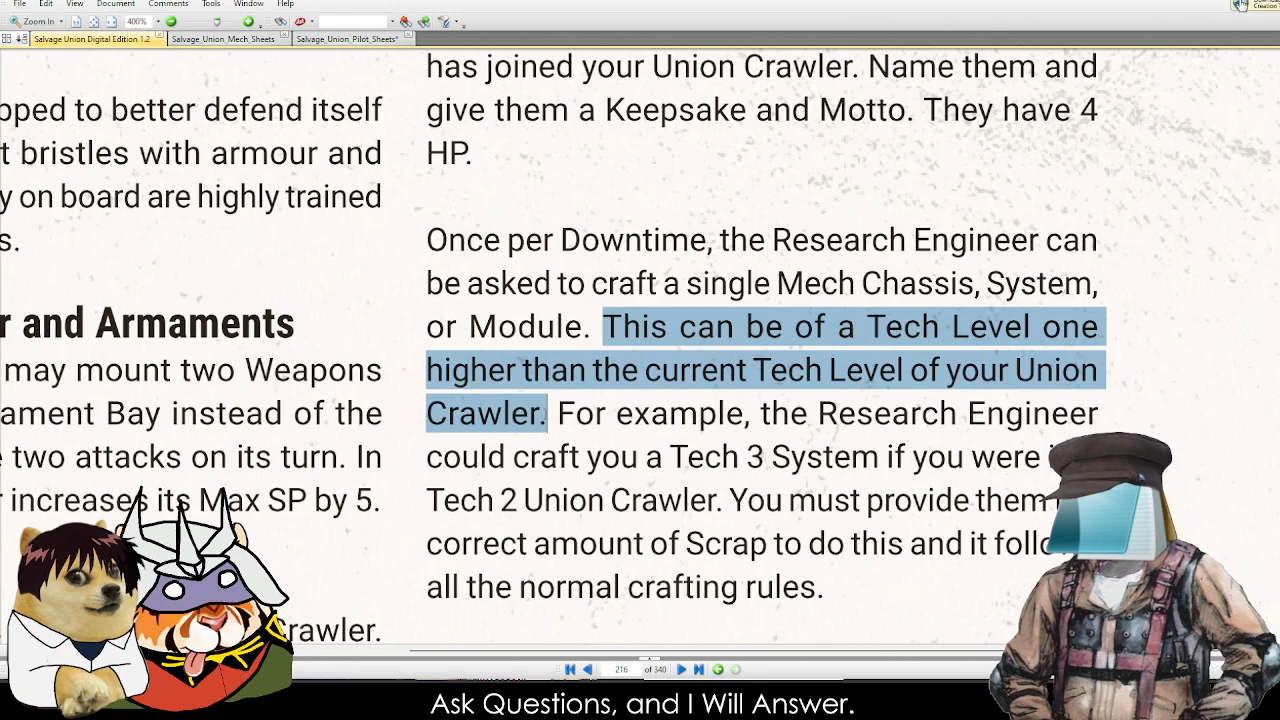 File Edit View Document Comments Tools Window Help
Zoom In 400%
Salvage Union Digital Edition 1.2 Salvage_Union_Mech_Sheets Salvage_Union_Pilot_Sheets*
pped to better defend itself
t bristles with armour and
y on board are highly trained
s.
r and Armaments
may mount two Weapons
ament Bay instead of the
two attacks on its turn. In
r increases its Max SP by 5.
Crawler.
has joined your Union Crawler. Name them and
give them a Keepsake and Motto. They have 4
HP.
Once per Downtime, the Research Engineer can
be asked to craft a single Mech Chassis, System,
or Module. This can be of a Tech Level one
higher than the current Tech Level of your Union
Crawler. For example, the Research Engineer
could craft you a Tech 3 System if you were
Tech 2 Union Crawler. You must provide them
correct amount of Scrap to do this and it follo
all the normal crafting rules.
216 of 340
Ask Questions, and I Will Answer.